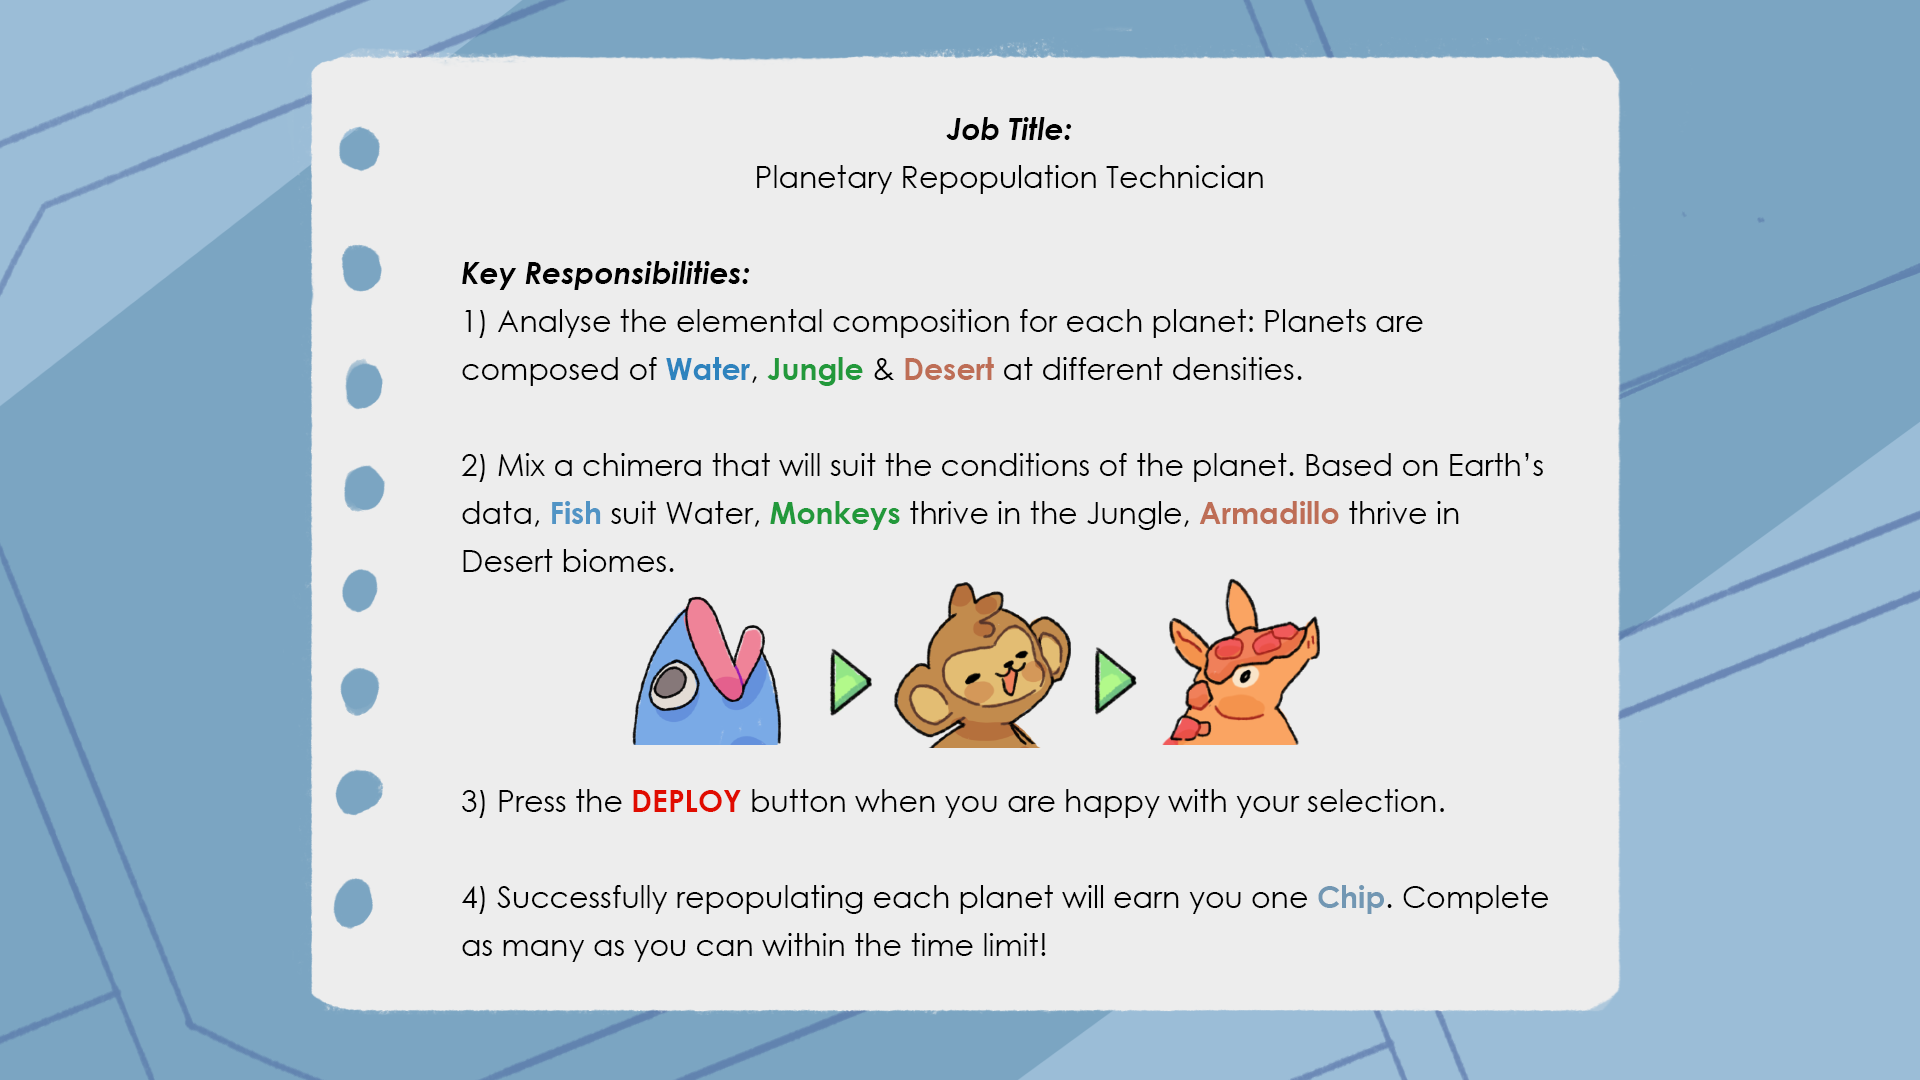 Job Title:
Planetary Repopulation Technician
Key Responsibilities:
1) Analyse the elemental composition for each planet: Planets are
composed of Water, Jungle & Desert at different densities.
2) Mix a chimera that will suit the conditions of the planet. Based on Earth's
data, Fish suit Water, Monkeys thrive in the Jungle, Armadillo thrive in
Desert biomes.
3) Press the DEPLOY button when you are happy with your selection.
4) Successfully repopulating each planet will earn you one Chip. Complete
as many as you can within the time limit!